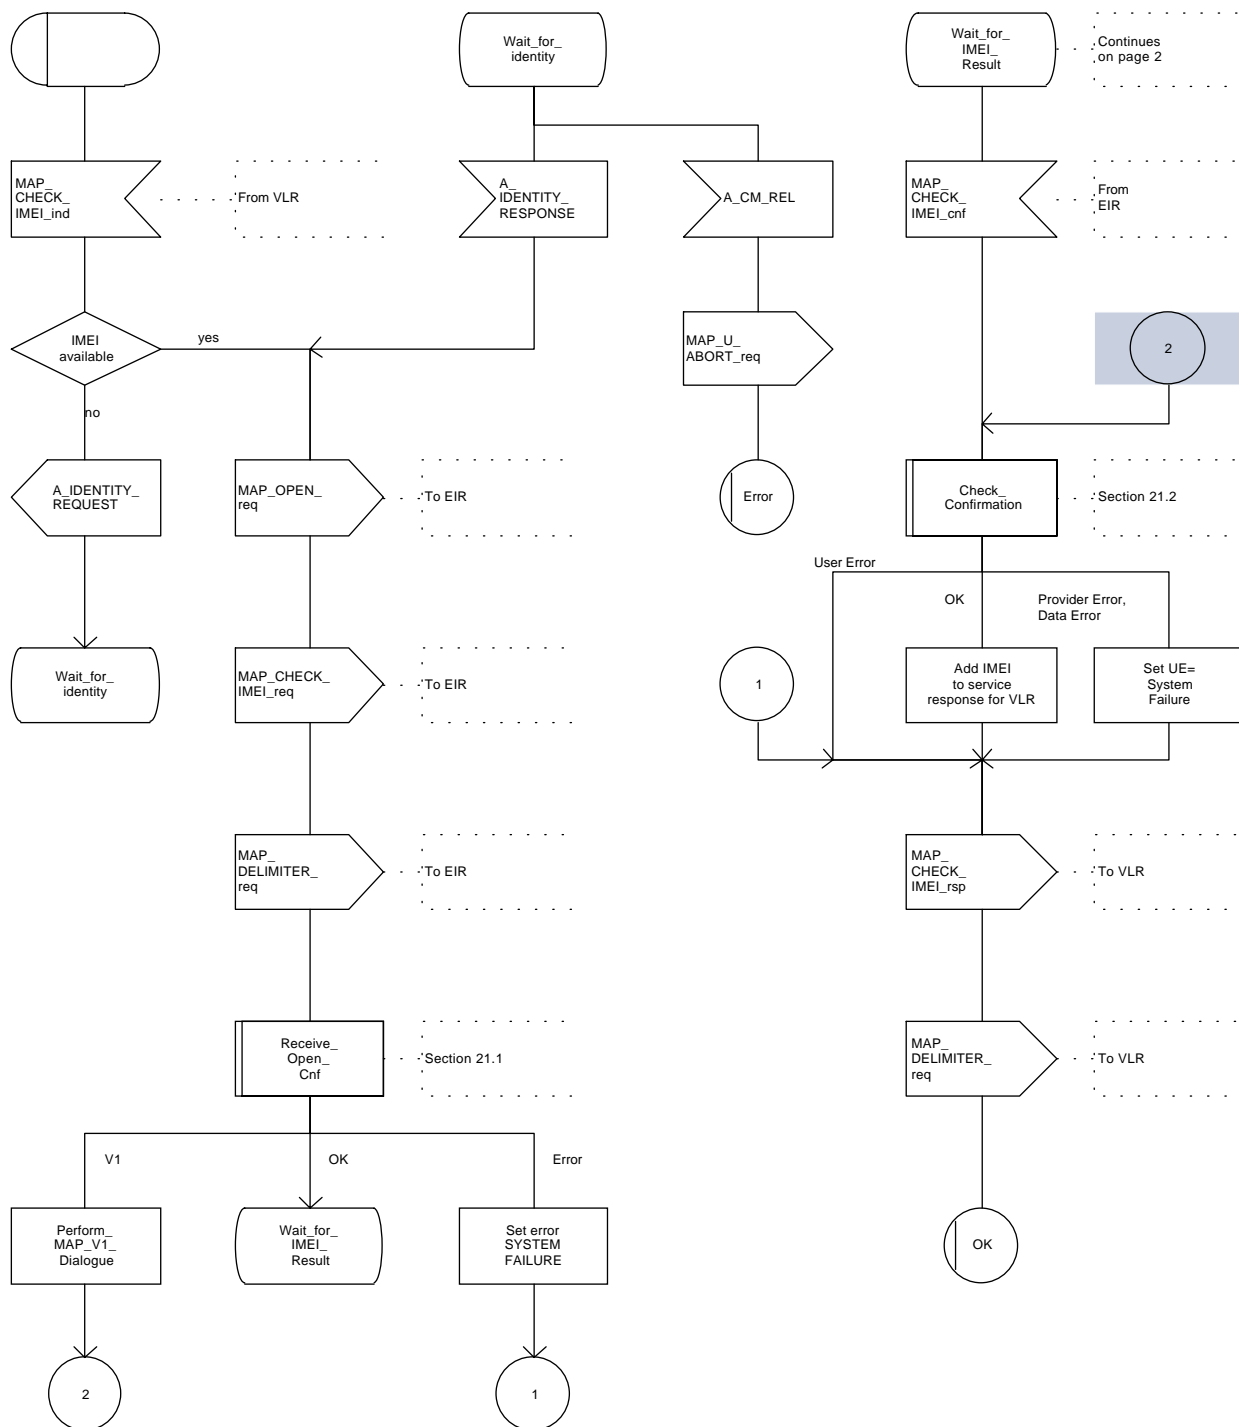 Wait_for_
identity
Wait_for_
IMEI_
Result
Continues
on page 2
MAP_
CHECK_
IMEI_ind
From VLR
A_
IDENTITY_
RESPONSE
A_CM_REL
MAP_
CHECK_
IMEI_cnf
From
EIR
IMEI
available
yes
no
MAP_U_
ABORT_req
2
A_IDENTITY_
REQUEST
MAP_OPEN_
req
To EIR
Error
Check_
Confirmation
Section 21.2
User Error
OK
Provider Error,
Data Error
Wait_for_
identity
MAP_CHECK_
IMEI_req
To EIR
1
Add IMEI
to service
response for VLR
Set UE=
System
Failure
MAP_
DELIMITER_
req
To EIR
MAP_
CHECK_
IMEI_rsp
To VLR
Receive_
Open_
Cnf
Section 21.1
MAP_
DELIMITER_
req
To VLR
V1
OK
Error
Perform_
MAP_V1_
Dialogue
Wait_for_
IMEI_
Result
Set error
SYSTEM
FAILURE
OK
2
1